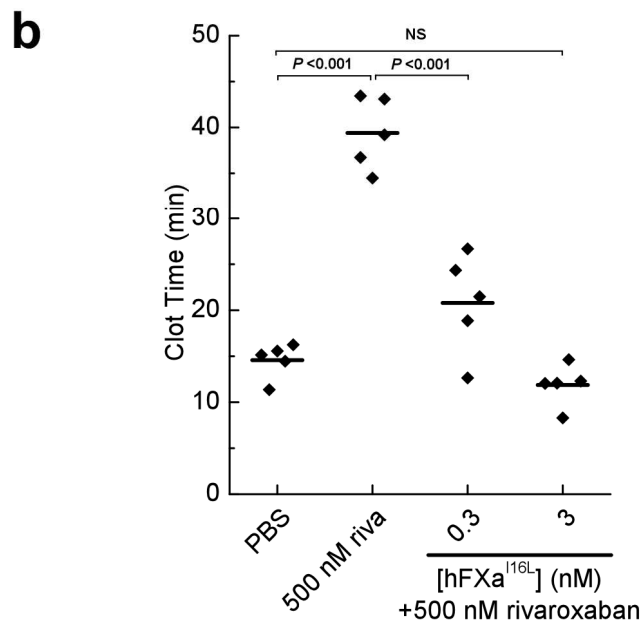 b
NS
P <0.001 P <0.001
Clot Time (min)
50
40
30
20
10
0
PBS
500 nM riva
0.3
3
[hFXa^I16L] (nM)
+500 nM rivaroxaban